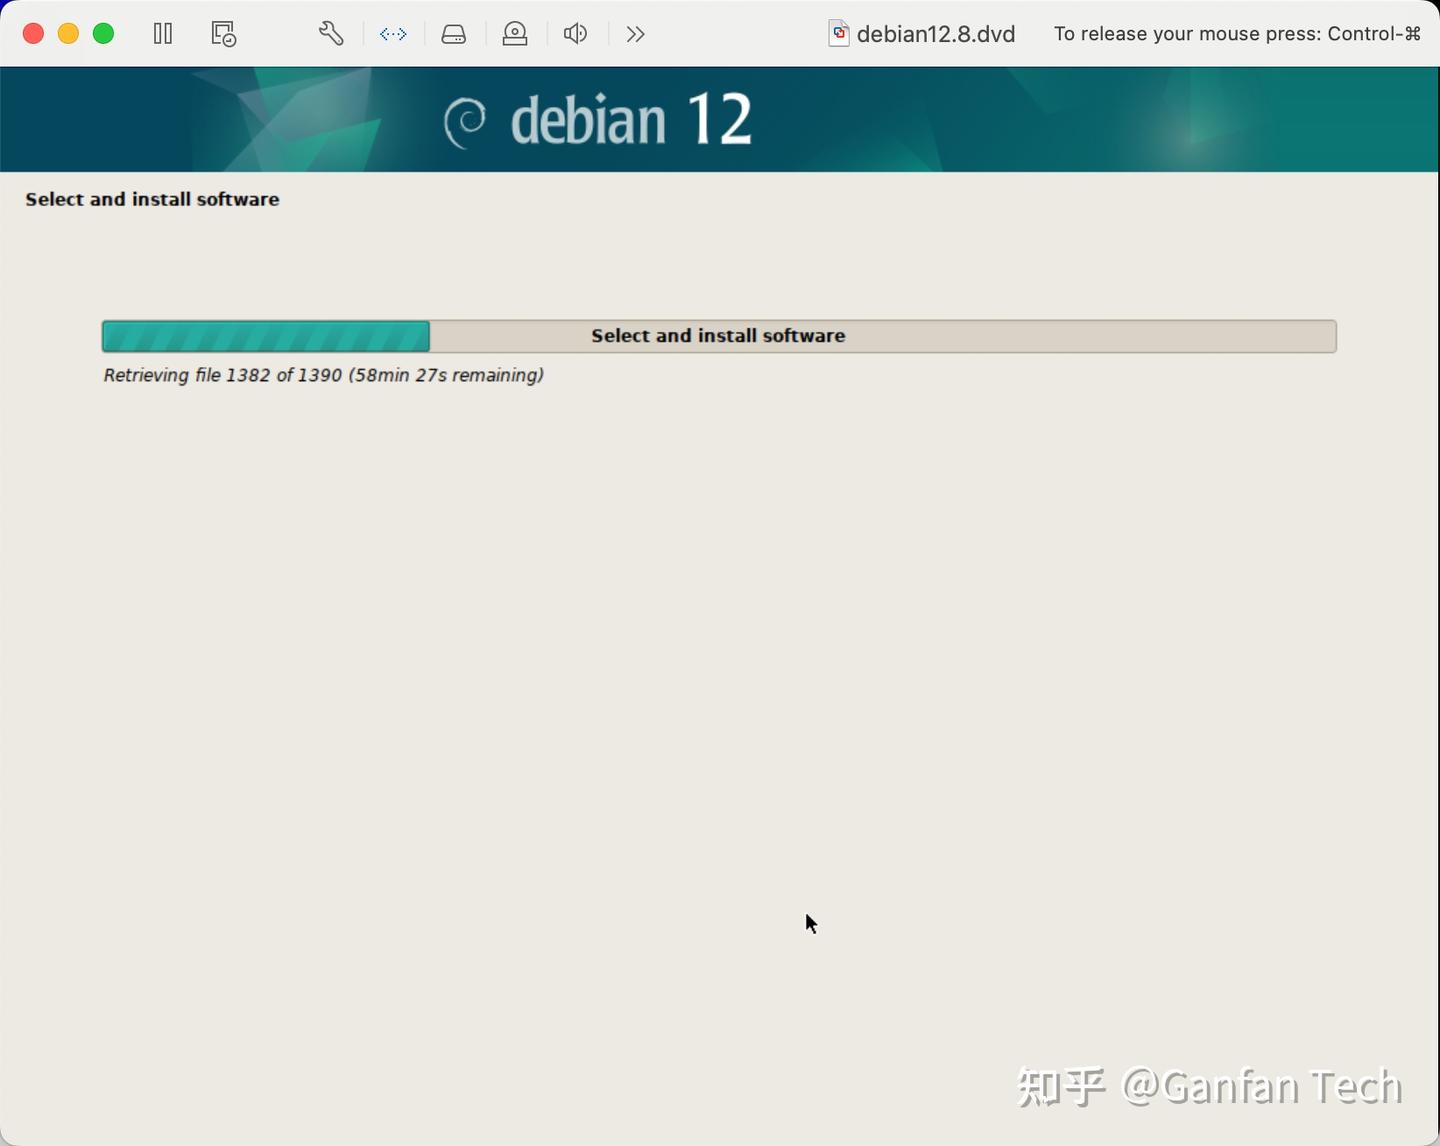 debian12.8.dvd
To release your mouse press: Control-⌘
debian 12
Select and install software
Select and install software
Retrieving file 1382 of 1390 (58min 27s remaining)
知乎 @Ganfan Tech